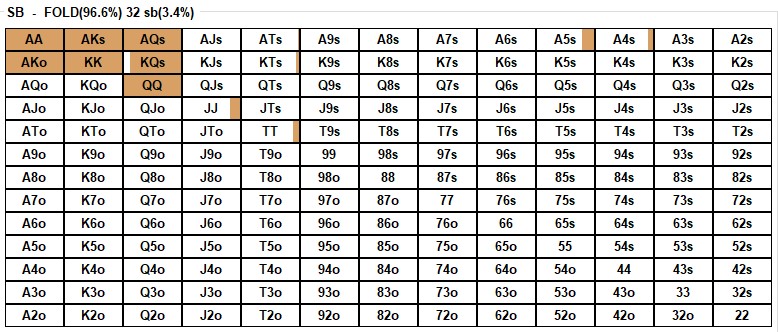 SB - FOLD(96.6%) 32 sb(3.4%)
AA AKs AQs AJs ATs A9s A8s A7s A6s A5s A4s A3s A2s
AKo KK KQs KJs KTs K9s K8s K7s K6s K5s K4s K3s K2s
AQo KQo QQ QJs QTs Q9s Q8s Q7s Q6s Q5s Q4s Q3s Q2s
AJo KJo QJo JJ JTs J9s J8s J7s J6s J5s J4s J3s J2s
ATo KTo QTo JTo TT T9s T8s T7s T6s T5s T4s T3s T2s
A9o K9o Q9o J9o T9o 99 98s 97s 96s 95s 94s 93s 92s
A8o K8o Q8o J8o T8o 98o 88 87s 86s 85s 84s 83s 82s
A7o K7o Q7o J7o T7o 97o 87o 77 76s 75s 74s 73s 72s
A6o K6o Q6o J6o T6o 96o 86o 76o 66 65s 64s 63s 62s
A5o K5o Q5o J5o T5o 95o 85o 75o 65o 55 54s 53s 52s
A4o K4o Q4o J4o T4o 94o 84o 74o 64o 54o 44 43s 42s
A3o K3o Q3o J3o T3o 93o 83o 73o 63o 53o 43o 33 32s
A2o K2o Q2o J2o T2o 92o 82o 72o 62o 52o 42o 32o 22